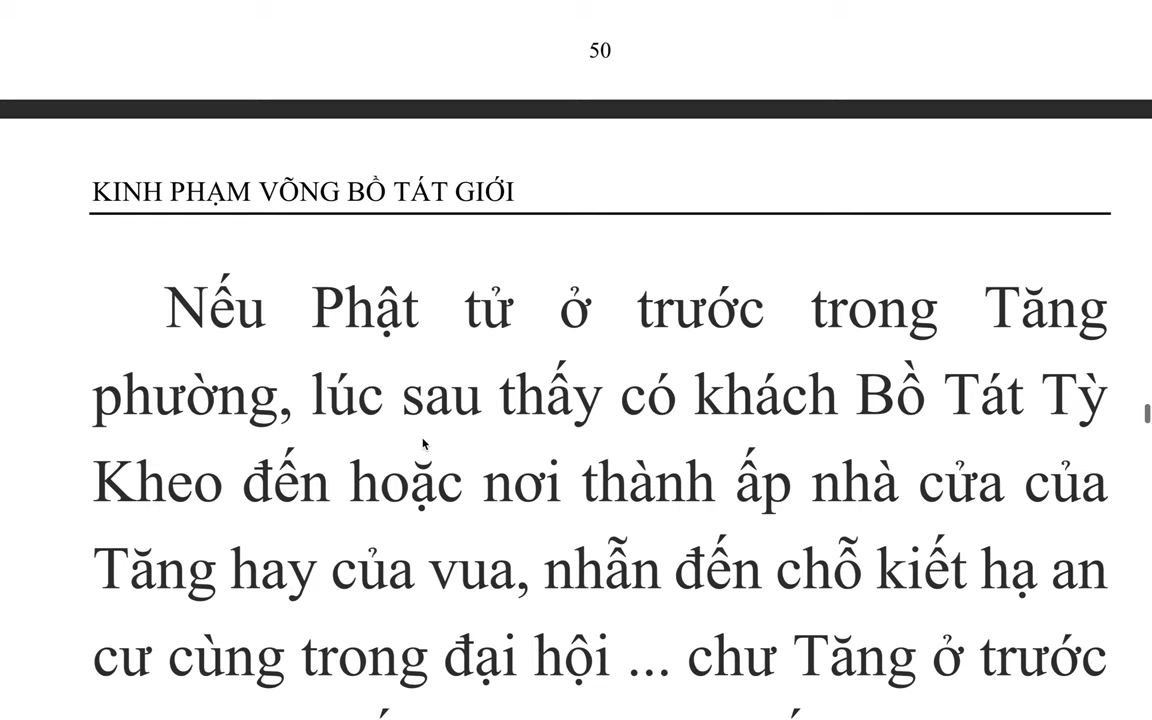 50
KINH PHẠM VÕNG BỒ TÁT GIỚI
Nếu Phật tử ở trước trong Tăng
phường, lúc sau thấy có khách Bồ Tát Tỳ
Kheo đến hoặc nơi thành ấp nhà cửa của
Tăng hay của vua, nhẫn đến chỗ kiết hạ an
cư cùng trong đại hội ... chư Tăng ở trước